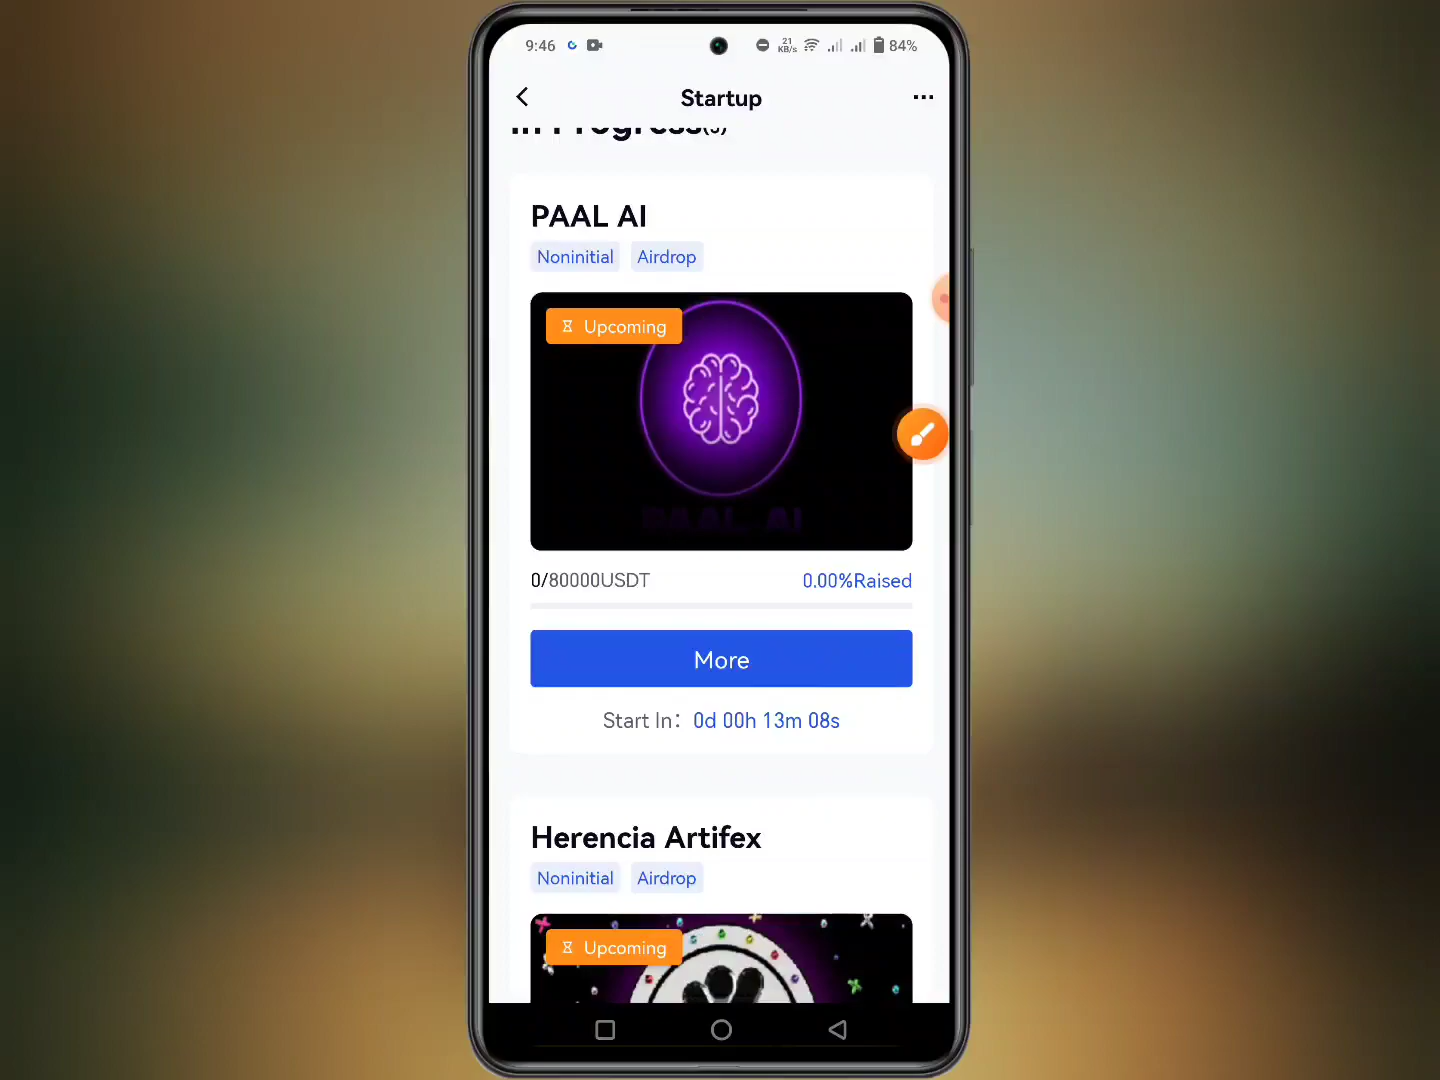 9:46
21
KB/s
84%
Startup
In Progress(3)
PAAL AI
Noninitial Airdrop
Upcoming
PAAL AI
0/80000USDT 0.00%Raised
More
Start In: 0d 00h 13m 08s
Herencia Artifex
Noninitial Airdrop
Upcoming